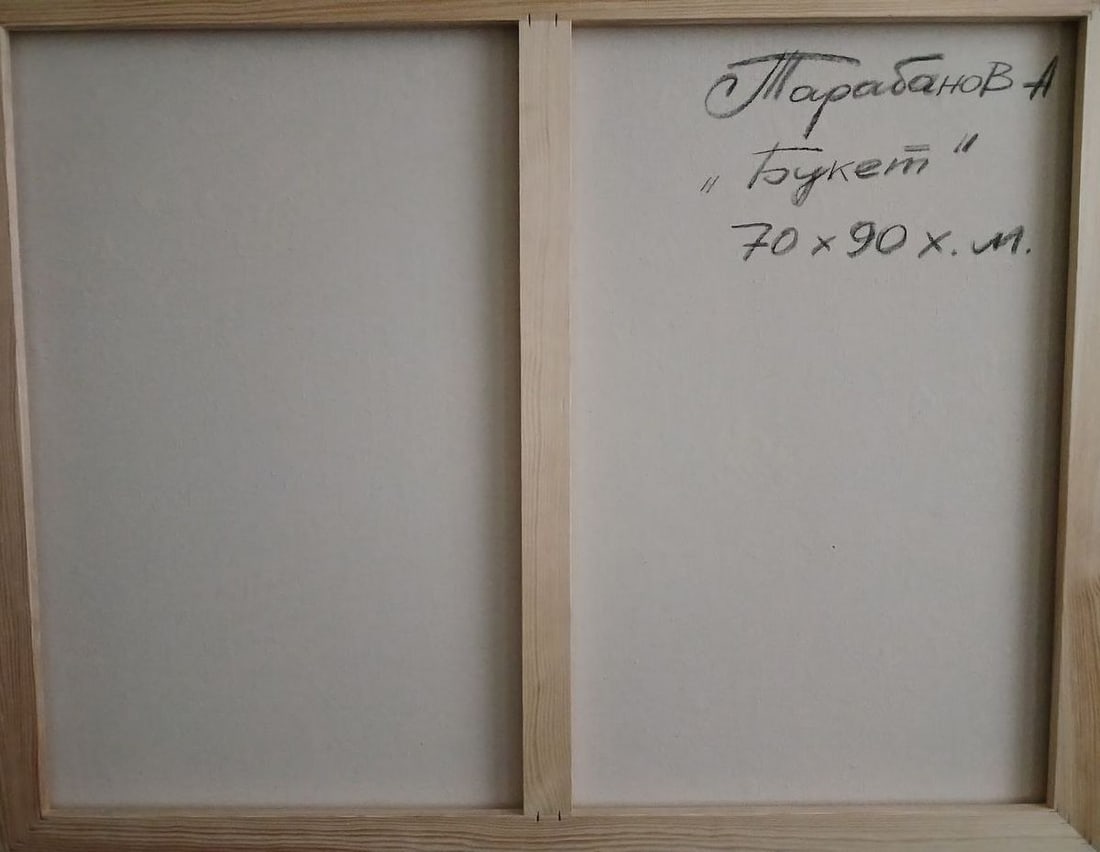 Тарабанов А
„Букет"
70 x 90 х. м.